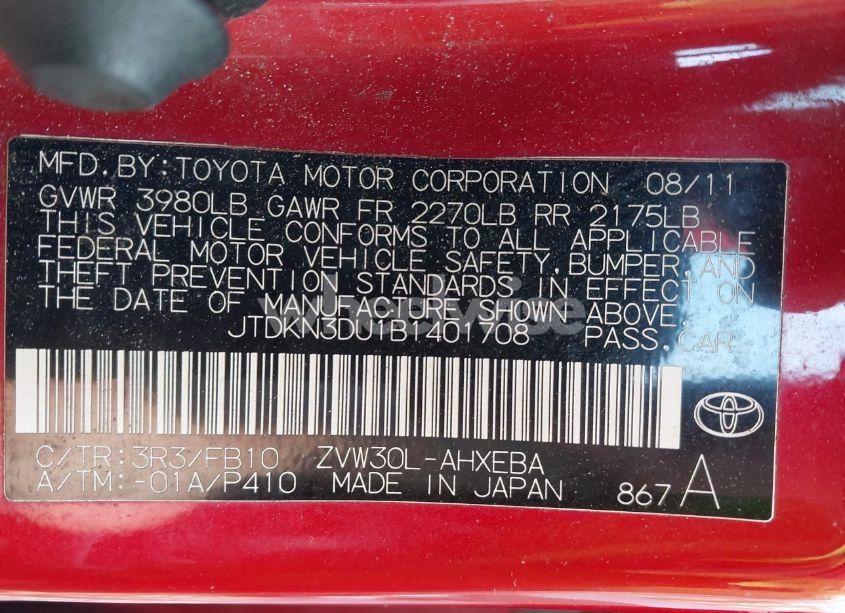 MFD.BY:TOYOTA MOTOR CORPORATION 08/11
GVWR 3980LB GAWR FR 2270LB RR 2175LB
THIS VEHICLE CONFORMS TO ALL APPLICABLE
FEDERAL MOTOR VEHICLE SAFETY,BUMPER,AND
THEFT PREVENTION STANDARDS IN EFFECT ON
THE DATE OF MANUFACTURE SHOWN ABOVE.
JTDKN3DU1B1401708 PASS.CAR
C/TR:3R3/FB10 ZVW30L-AHXEBA
A/TM:-01A/P410 MADE IN JAPAN 867 A